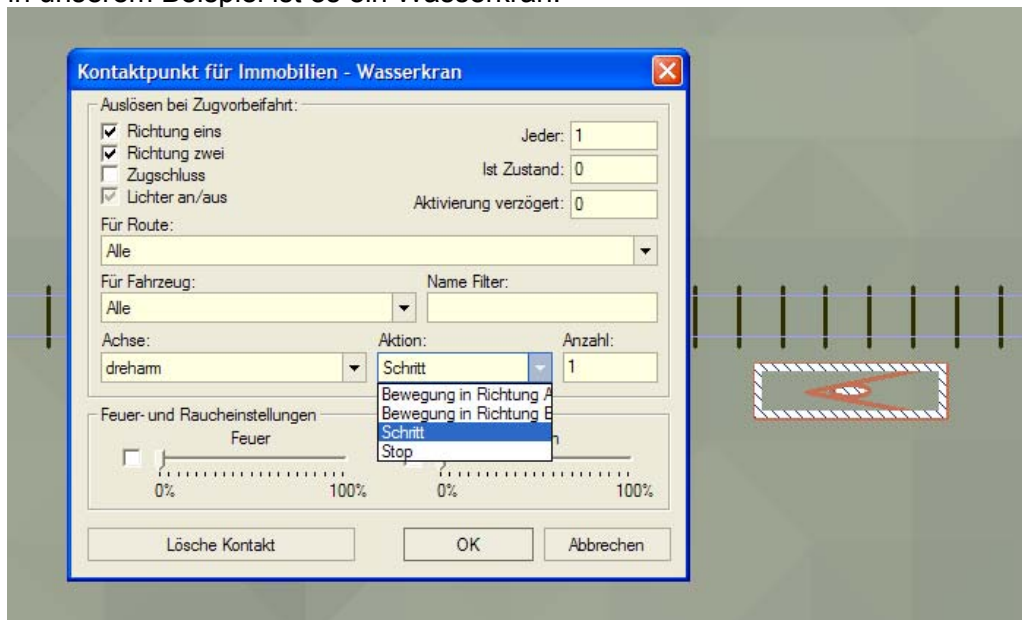 in unserem Beispiel ist es ein Wasserkran.
Kontaktpunkt für Immobilien - Wasserkran
Auslösen bei Zugvorbeifahrt:
Richtung eins
Jeder: 1
Richtung zwei
Zugschluss
Ist Zustand: 0
Lichter an/aus
Aktivierung verzögert: 0
Für Route:
Alle
Für Fahrzeug:
Name Filter:
Alle
Achse:
Aktion:
Anzahl:
dreharm
Schritt
1
Bewegung in Richtung A
Bewegung in Richtung B
Schritt
Stop
Feuer- und Raucheinstellungen
Feuer
0%
100%
0%
100%
Lösche Kontakt
OK
Abbrechen